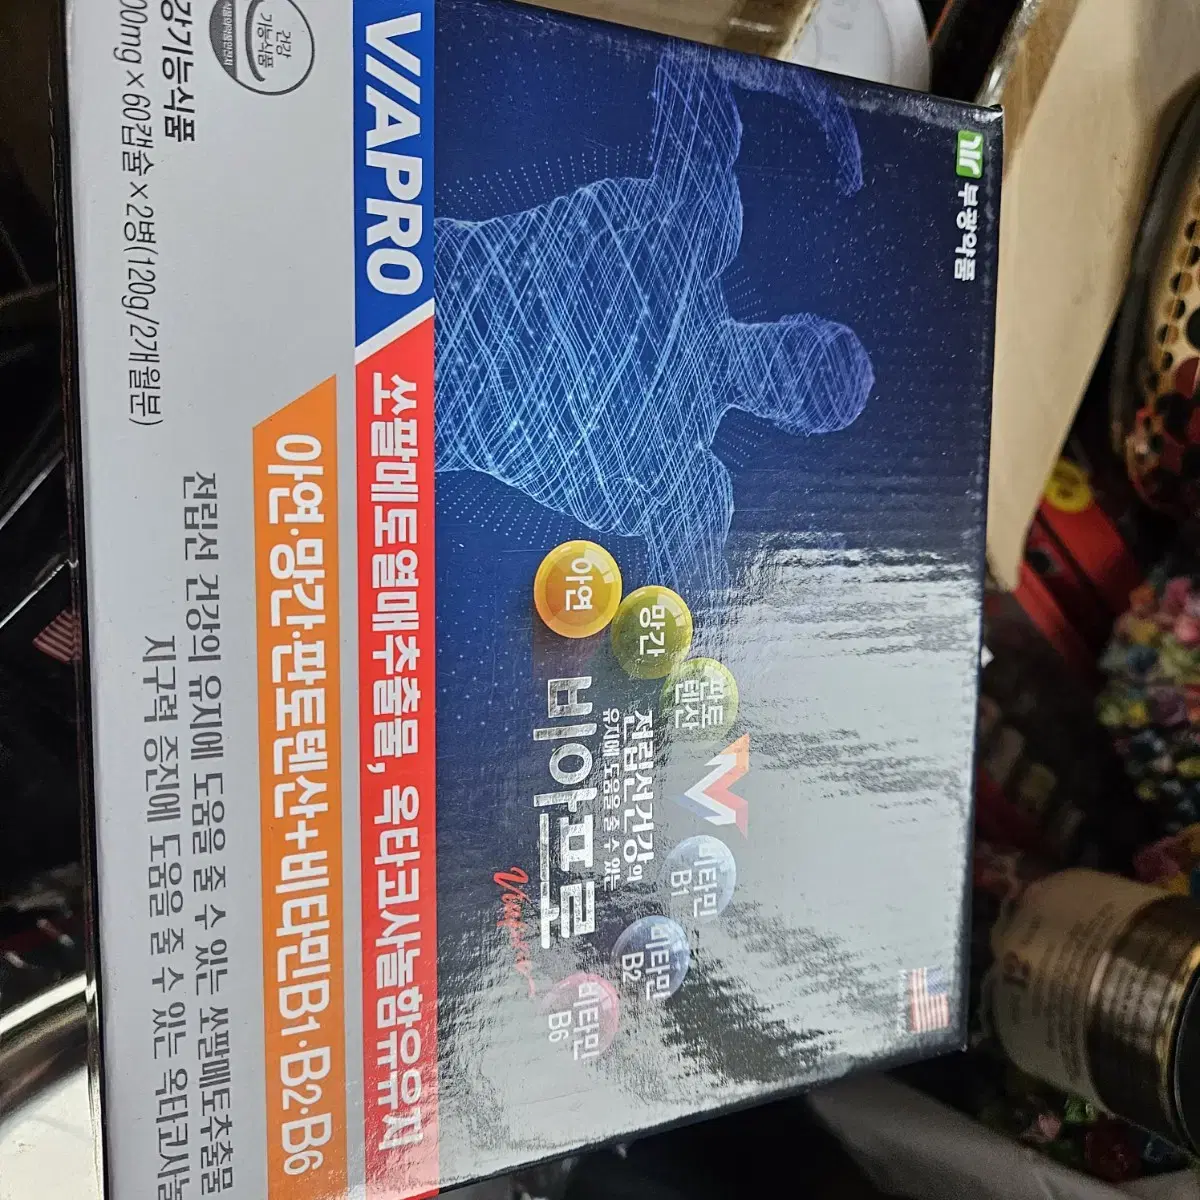 부광약품
아연
망간
판토
텐산
비타민
B1
비타민
B2
비타민
B6
전립선건강의
유지에 도움을 줄 수 있는
비아프로
Viapro
VIAPRO
쏘팔메토열매추출물, 옥타코사놀함유유지
아연·망간·판토텐산+비타민B1·B2·B6
건강
기능식품
강기능식품
00mg × 60캡슐 × 2병(120g/2개월분)
전립선 건강의 유지에 도움을 줄 수 있는 쏘팔메토추출물
지구력 증진에 도움을 줄 수 있는 옥타코사놀